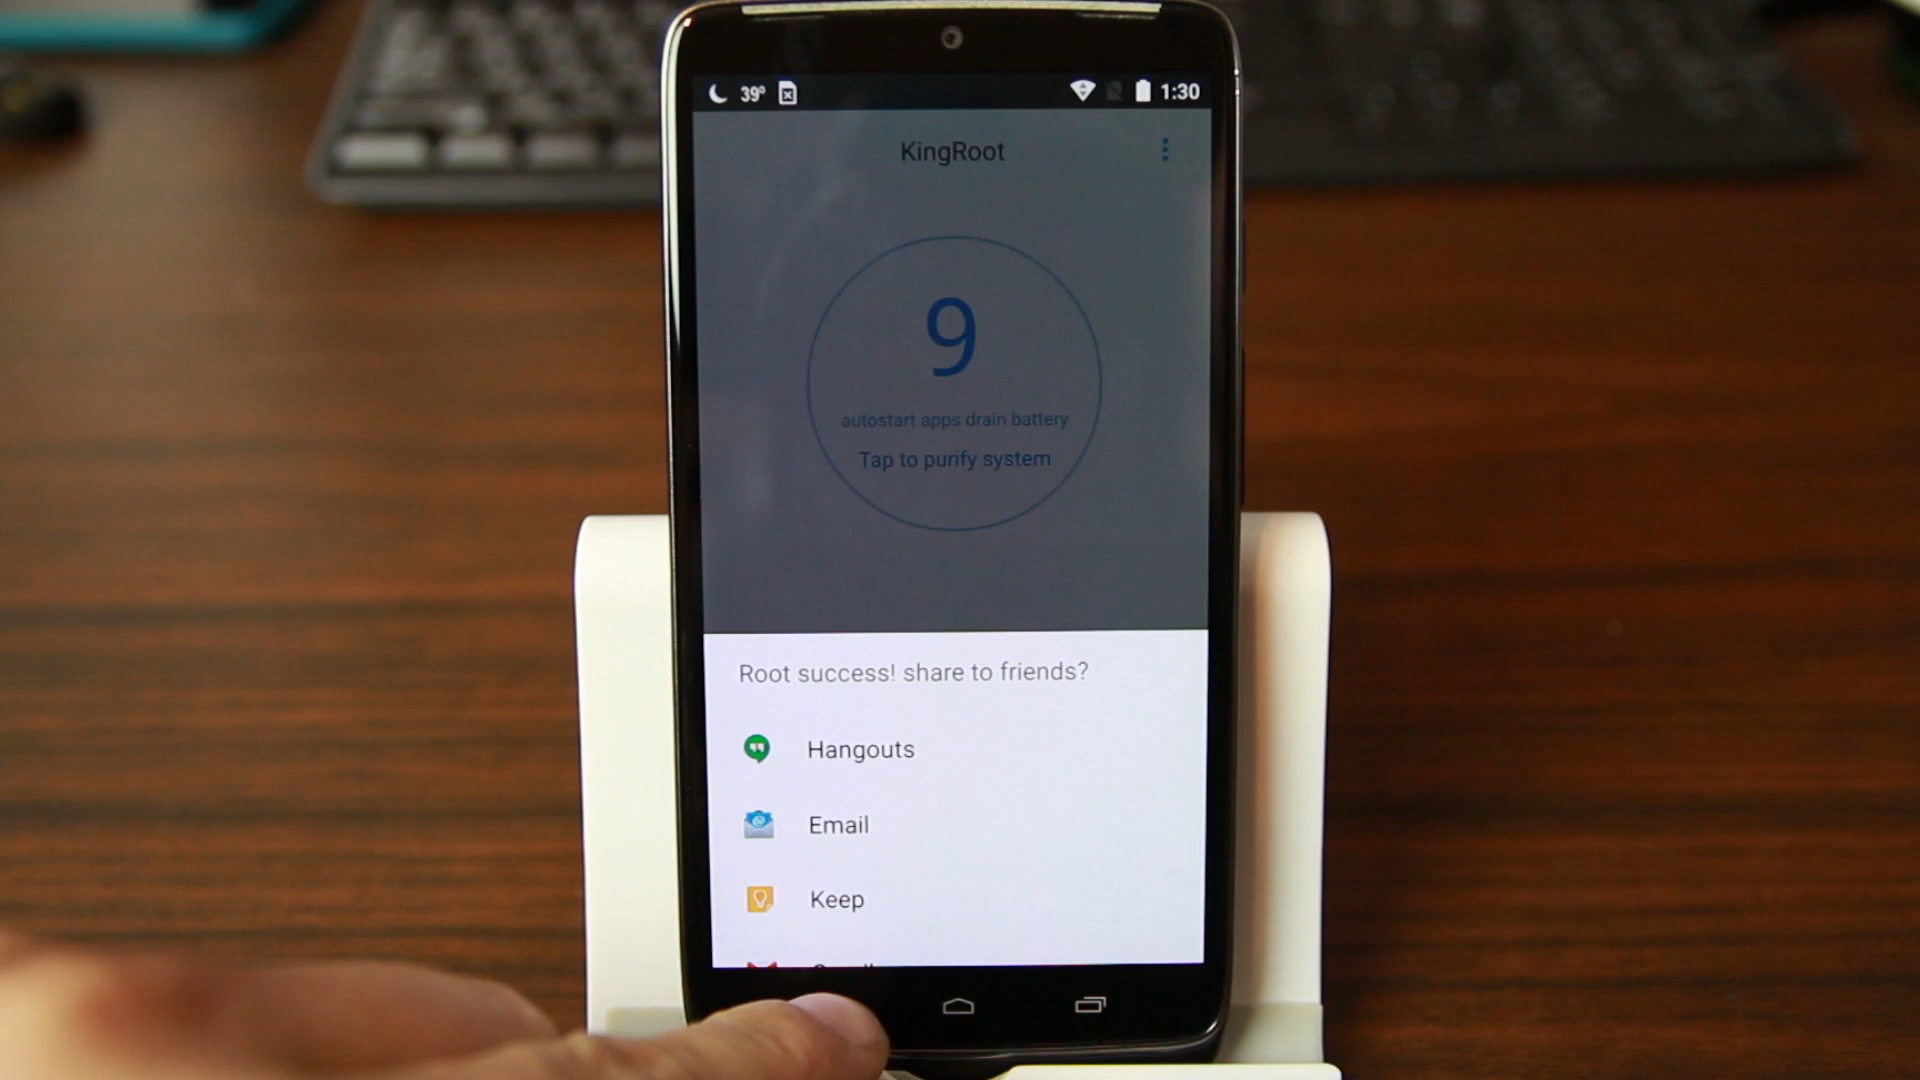 39° 1:30
KingRoot
9
autostart apps drain battery
Tap to purify system
Root success! share to friends?
Hangouts
Email
Keep